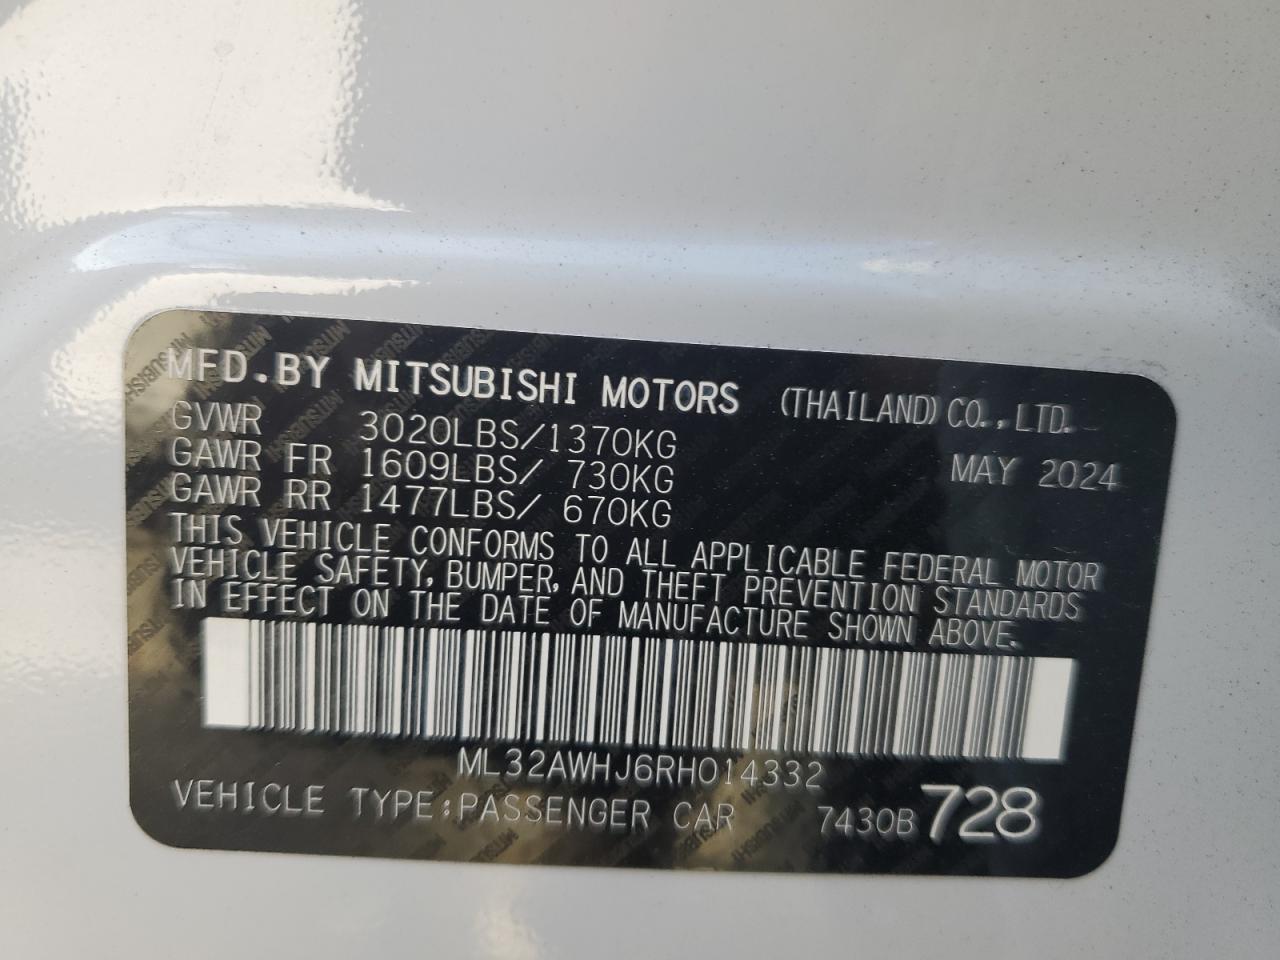 MFD.BY MITSUBISHI MOTORS (THAILAND) CO., LTD.
GVWR 3020LBS/1370KG
GAWR FR 1609LBS/ 730KG MAY 2024
GAWR RR 1477LBS/ 670KG
THIS VEHICLE CONFORMS TO ALL APPLICABLE FEDERAL MOTOR
VEHICLE SAFETY, BUMPER, AND THEFT PREVENTION STANDARDS
IN EFFECT ON THE DATE OF MANUFACTURE SHOWN ABOVE.
ML32AWHJ6RH014332
VEHICLE TYPE:PASSENGER CAR 7430B 728